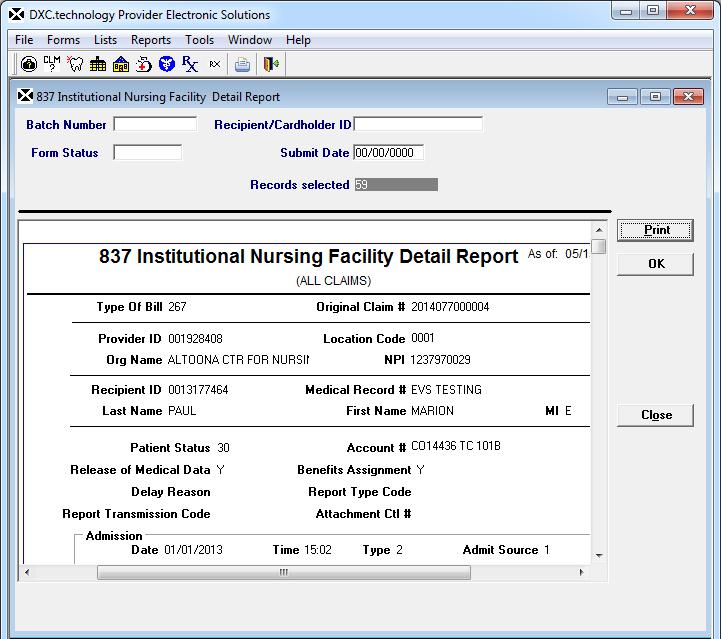 DXC.technology Provider Electronic Solutions
File Forms Lists Reports Tools Window Help
CLM ? Rx RX
837 Institutional Nursing Facility Detail Report
Batch Number Recipient/Cardholder ID
Form Status Submit Date 00/00/0000
Records selected 59
Print
837 Institutional Nursing Facility Detail Report As of: 05/1
OK
(ALL CLAIMS)
Type Of Bill 267 Original Claim # 2014077000004
Provider ID 001928408 Location Code 0001
Org Name ALTOONA CTR FOR NURSIN NPI 1237970029
Recipient ID 0013177464 Medical Record # EVS TESTING
Last Name PAUL First Name MARION MI E
Close
Patient Status 30 Account # CO14436 TC 101B
Release of Medical Data Y Benefits Assignment Y
Delay Reason Report Type Code
Report Transmission Code Attachment Ctl #
Admission
Date 01/01/2013 Time 15:02 Type 2 Admit Source 1